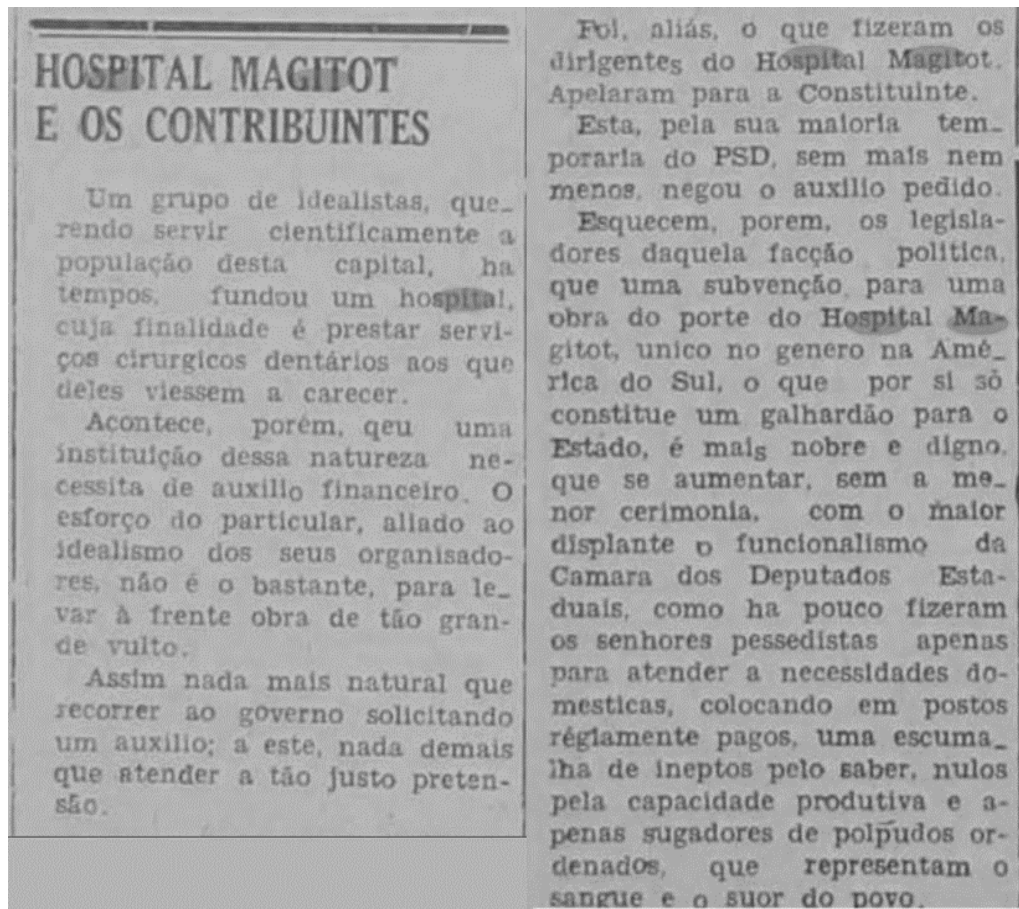 HOSPITAL MAGITOT
E OS CONTRIBUINTES
Um grupo de idealistas, que_
rendo servir cientificamente a
população desta capital, ha
tempos, fundou um hospital,
cuja finalidade é prestar servi-
ços cirurgicos dentários aos que
deles viessem a carecer.
Acontece, porém, qeu uma
instituição dessa natureza ne-
cessita de auxilio financeiro. O
esforço do particular, aliado ao
idealismo dos seus organisado-
res, não é o bastante, para le_
var à frente obra de tão gran-
de vulto.
Assim nada mais natural que
recorrer ao governo solicitando
um auxilio; a este, nada demais
que atender a tão justo preten-
são.
Foi, aliás, o que fizeram os
dirigentes do Hospital Magitot.
Apelaram para a Constituinte.
Esta, pela sua maioria tem_
poraria do PSD, sem mais nem
menos, negou o auxilio pedido.
Esquecem, porem, os legisla-
dores daquela facção politica,
que uma subvenção para uma
obra do porte do Hospital Ma-
gitot, unico no genero na Amé_
rica do Sul, o que por si só
constitue um galhardão para o
Estado, é mais nobre e digno,
que se aumentar, sem a me_
nor cerimonia, com o maior
displante o funcionalismo da
Camara dos Deputados Esta-
duais, como ha pouco fizeram
os senhores pessedistas apenas
para atender a necessidades do-
mesticas, colocando em postos
régiamente pagos, uma escuma_
lha de ineptos pelo saber, nulos
pela capacidade produtiva e a-
penas sugadores de polpudos or-
denados, que representam o
sangue e o suor do povo.